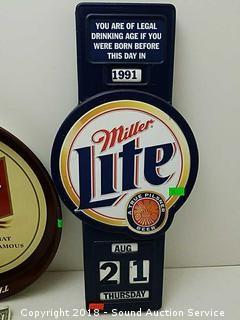 YOU ARE OF LEGAL
DRINKING AGE IF YOU
WERE BORN BEFORE
THIS DAY IN
1991
Miller
Lite
A TRUE PILSNER
BEER
AUG
21
THURSDAY
Copyright 2018 - Sound Auction Service